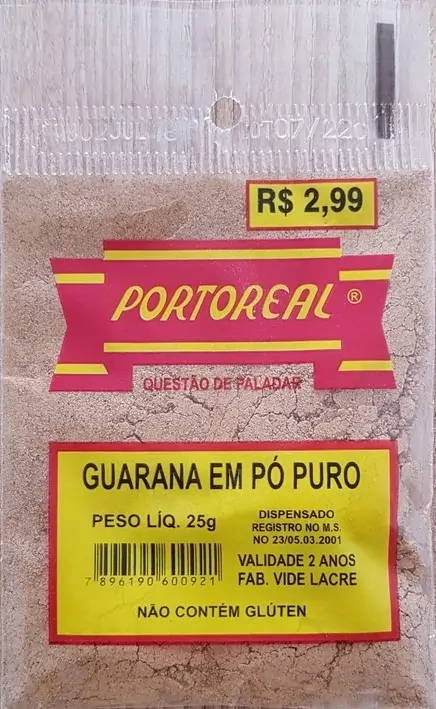 R$ 2,99
PORTOREAL ®
QUESTÃO DE PALADAR
GUARANA EM PÓ PURO
PESO LÍQ. 25g
DISPENSADO
REGISTRO NO M.S.
NO 23/05.03.2001
VALIDADE 2 ANOS
FAB. VIDE LACRE
7 896190 600921
NÃO CONTÉM GLÚTEN